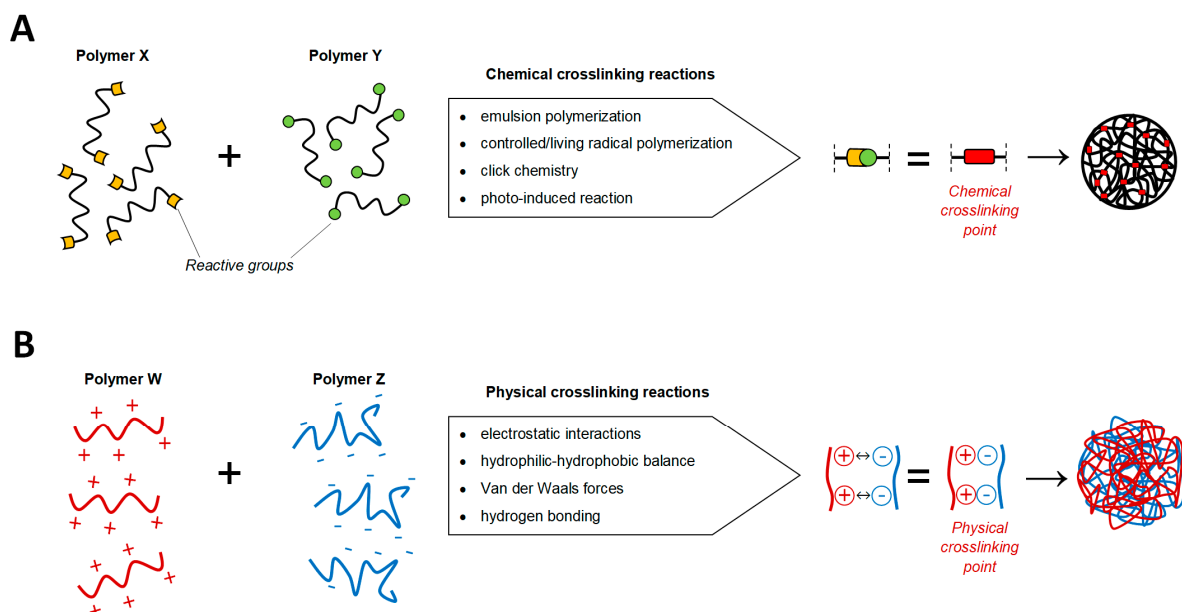 A
Polymer X
Polymer Y
Chemical crosslinking reactions
• emulsion polymerization
• controlled/living radical polymerization
• click chemistry
• photo-induced reaction
+
=
Chemical
crosslinking
point
Reactive groups
B
Polymer W
Polymer Z
Physical crosslinking reactions
• electrostatic interactions
• hydrophilic-hydrophobic balance
• Van der Waals forces
• hydrogen bonding
+
+ ↔ -
+ ↔ -
=
+ -
+ -
Physical
crosslinking
point